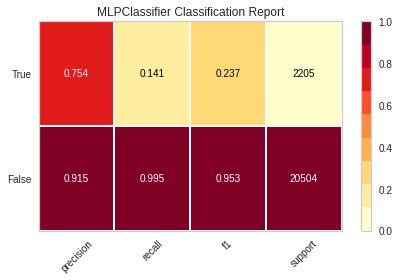 MLPClassifier Classification Report
True 0.754 0.141 0.237 2205
False 0.915 0.995 0.953 20504
precision recall f1 support
1.0
0.8
0.6
0.4
0.2
0.0